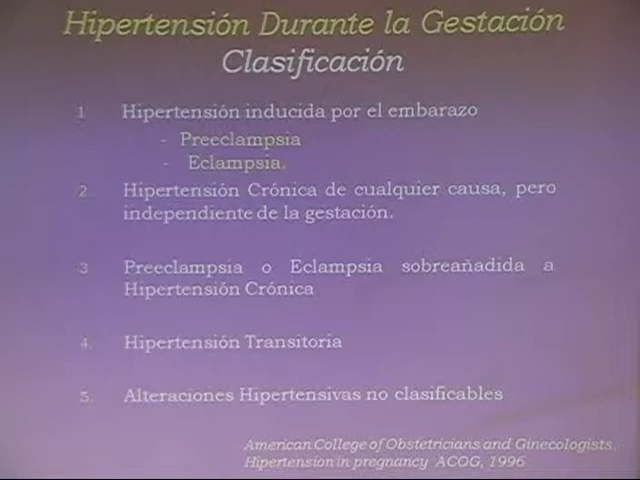 Hipertensión Durante la Gestación
Clasificación
1 Hipertensión inducida por el embarazo
- Preeclampsia
- Eclampsia.
2 Hipertensión Crónica de cualquier causa, pero
independiente de la gestación.
3 Preeclampsia o Eclampsia sobreañadida a
Hipertensión Crónica
4. Hipertensión Transitoria
5. Alteraciones Hipertensivas no clasificables
American College of Obstetricians and Ginecologists.
Hipertension in pregnancy ACOG, 1996